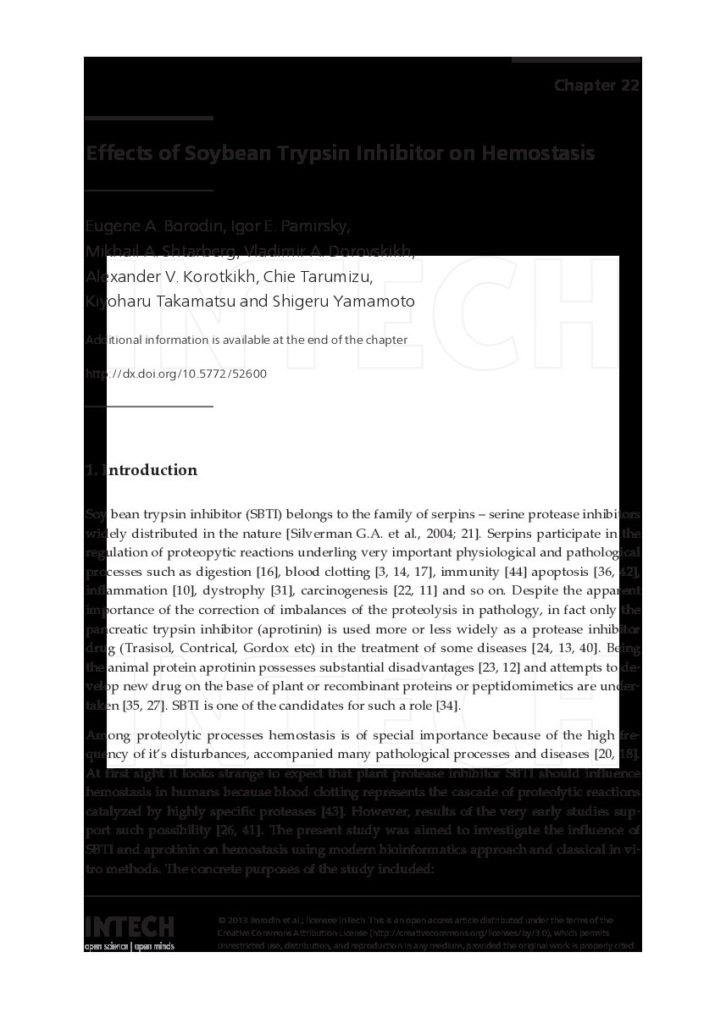 Chapter 22
Effects of Soybean Trypsin Inhibitor on Hemostasis
Eugene A. Borodin, Igor E. Pamirsky,
Mikhail A. Shtarberg, Vladimir A. Dorovskikh,
Alexander V. Korotkikh, Chie Tarumizu,
Kiyoharu Takamatsu and Shigeru Yamamoto
Additional information is available at the end of the chapter
http://dx.doi.org/10.5772/52600
1. Introduction
Soy bean trypsin inhibitor (SBTI) belongs to the family of serpins – serine protease inhibitors
widely distributed in the nature [Silverman G.A. et al., 2004; 21]. Serpins participate in the
regulation of proteopytic reactions underling very important physiological and pathological
processes such as digestion [16], blood clotting [3, 14, 17], immunity [44] apoptosis [36, 42],
inflammation [10], dystrophy [31], carcinogenesis [22, 11] and so on. Despite the apparent
importance of the correction of imbalances of the proteolysis in pathology, in fact only the
pancreatic trypsin inhibitor (aprotinin) is used more or less widely as a protease inhibitor
drug (Trasisol, Contrical, Gordox etc) in the treatment of some diseases [24, 13, 40]. Being
the animal protein aprotinin possesses substantial disadvantages [23, 12] and attempts to de-
velop new drug on the base of plant or recombinant proteins or peptidomimetics are under-
taken [35, 27]. SBTI is one of the candidates for such a role [34].
Among proteolytic processes hemostasis is of special importance because of the high fre-
quency of it's disturbances, accompanied many pathological processes and diseases [20, 18].
At first sight it looks strange to expect that plant protease inhibitor SBTI should influence
hemostasis in humans because blood clotting represents the cascade of proteolytic reactions
catalyzed by highly specific proteases [43]. However, results of the very early studies sup-
port such possibility [26, 41]. The present study was aimed to investigate the influence of
SBTI and aprotinin on hemostasis using modern bioinformatics approach and classical in vi-
tro methods. The concrete purposes of the study included:
INTECH
open science | open minds
© 2013 Borodin et al.; licensee InTech. This is an open access article distributed under the terms of the
Creative Commons Attribution License (http://creativecommons.org/licenses/by/3.0), which permits
unrestricted use, distribution, and reproduction in any medium, provided the original work is properly cited.